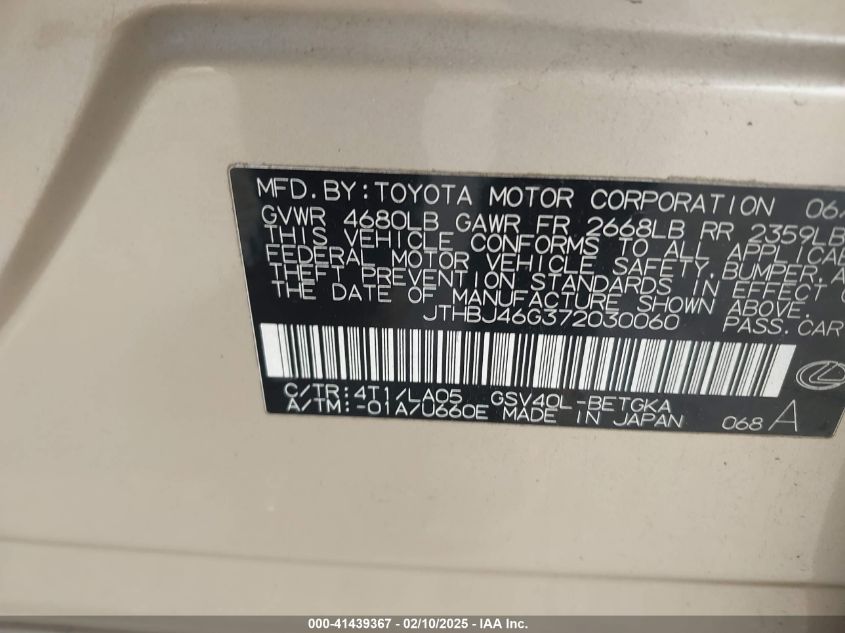 MFD.BY:TOYOTA MOTOR CORPORATION 06/
GVWR 4680LB GAWR FR 2668LB RR 2359LB
THIS VEHICLE CONFORMS TO ALL APPLICAB
FEDERAL MOTOR VEHICLE SAFETY,BUMPER,A
THEFT PREVENTION STANDARDS IN EFFECT O
THE DATE OF MANUFACTURE SHOWN ABOVE.
JTHBJ46G372030060 PASS.CAR
C/TR:4T1/LA05 GSV40L-BETGKA
A/TM:-01A/U660E MADE IN JAPAN 068 A
000-41439367 - 02/10/2025 - IAA Inc.